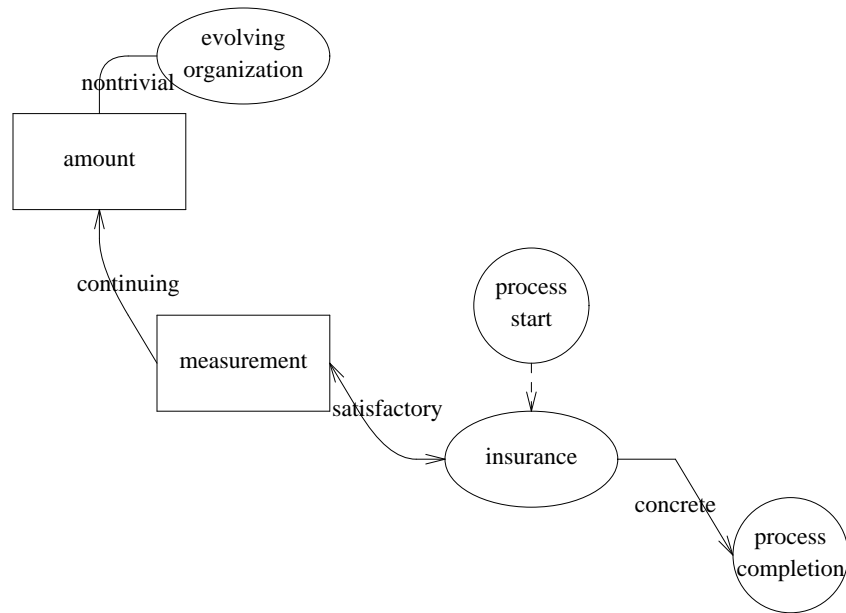 evolving
organization
nontrivial
amount
continuing
process
start
measurement
satisfactory
insurance
concrete
process
completion